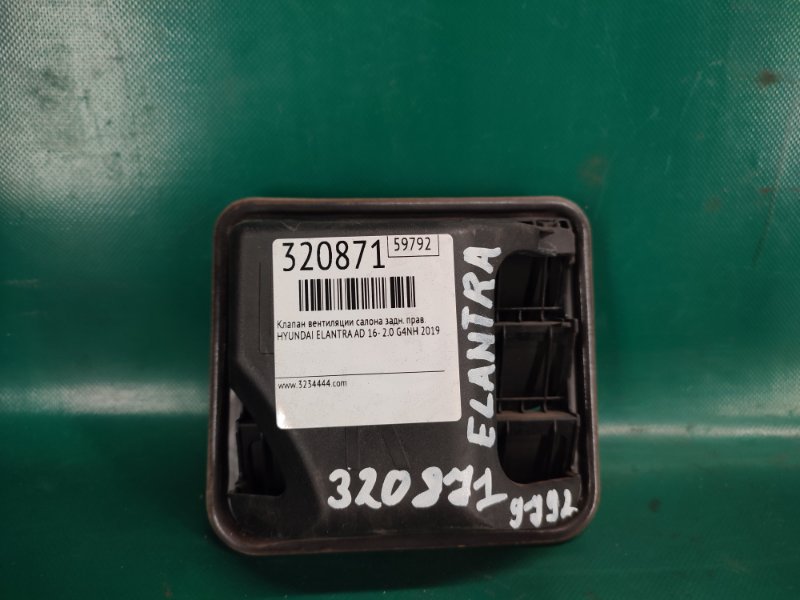 320871
59792
Клапан вентиляции салона задн. прав.
HYUNDAI ELANTRA AD 16- 2.0 G4NH 2019
www.3234444.com
ELANTRA
320871
9792